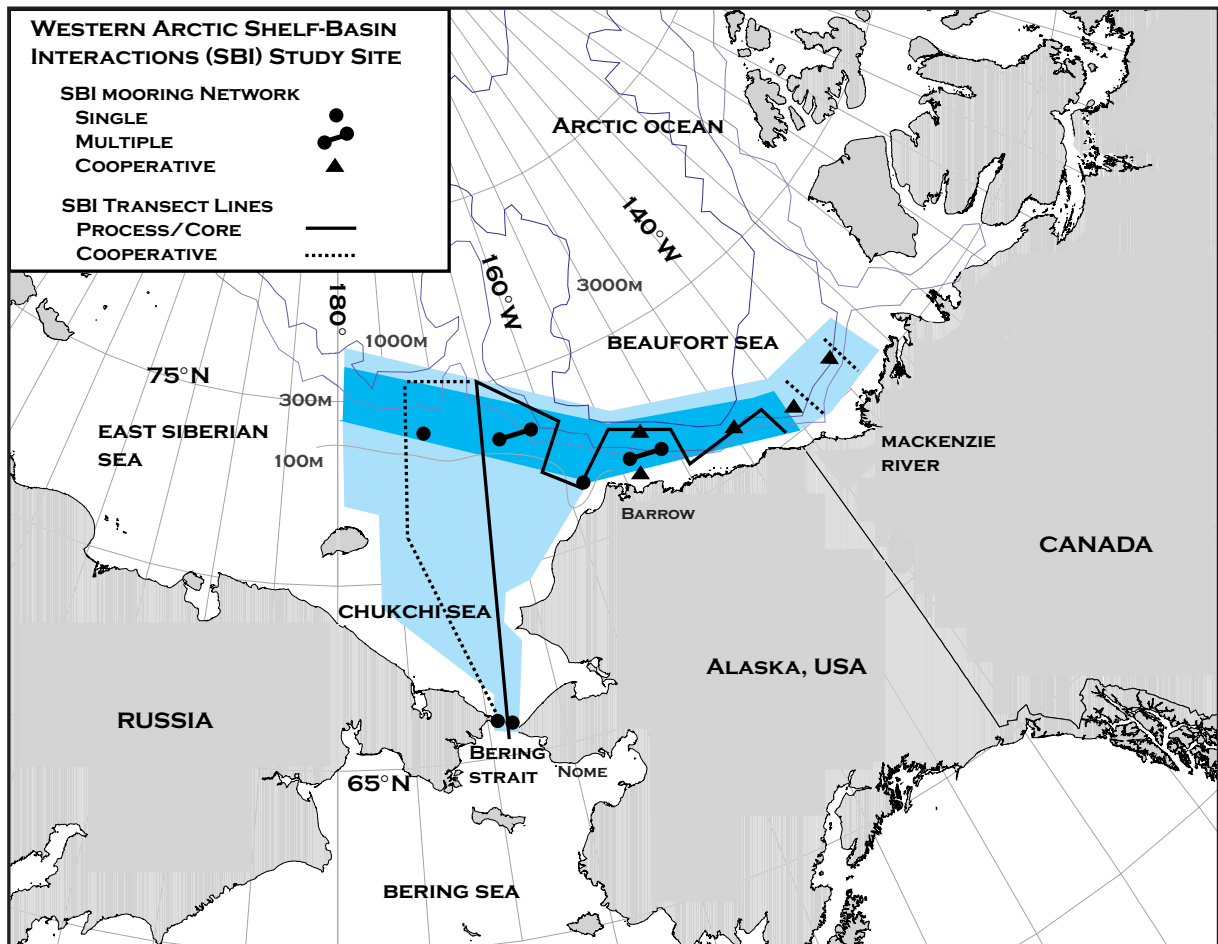 Western Arctic Shelf-Basin
Interactions (SBI) Study Site
SBI mooring Network
Single
Multiple
Cooperative
SBI Transect Lines
Process/Core
Cooperative
Arctic Ocean
140°W
160°W
180°
3000m
Beaufort Sea
1000m
75°N
300m
East Siberian
Sea
100m
Mackenzie
River
Barrow
Canada
Chukchi Sea
Alaska, USA
Russia
Bering
Strait
Nome
65°N
Bering Sea